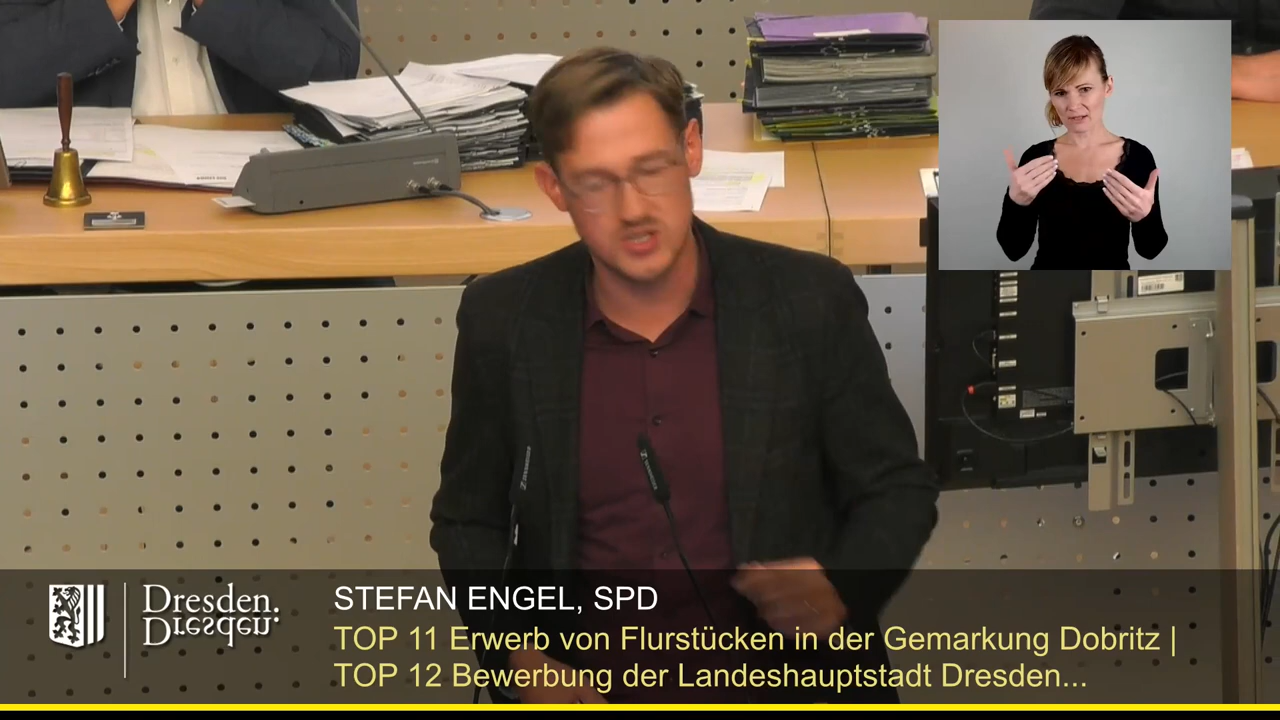 Dresden.
STEFAN ENGEL, SPD
TOP 11 Erwerb von Flurstücken in der Gemarkung Dobritz |
TOP 12 Bewerbung der Landeshauptstadt Dresden...